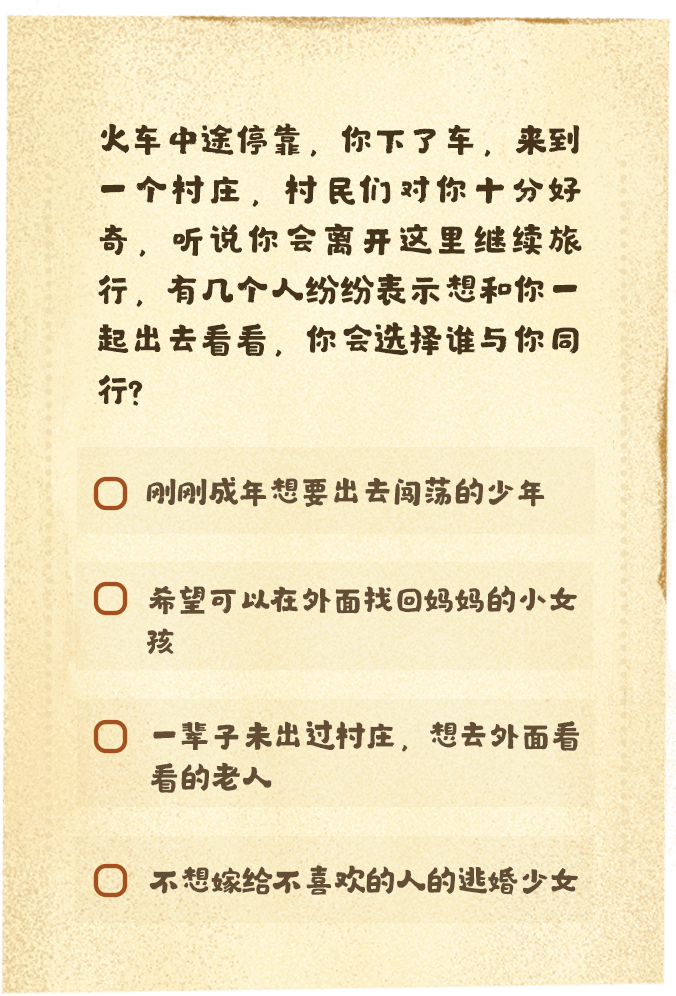 火车中途停靠，你下了车，来到
一个村庄，村民们对你十分好
奇，听说你会离开这里继续旅
行，有几个人纷纷表示想和你一
起出去看看，你会选择谁与你同
行?
刚刚成年想要出去闯荡的少年
希望可以在外面找回妈妈的小女
孩
一辈子未出过村庄，想去外面看
看的老人
不想嫁给不喜欢的人的逃婚少女